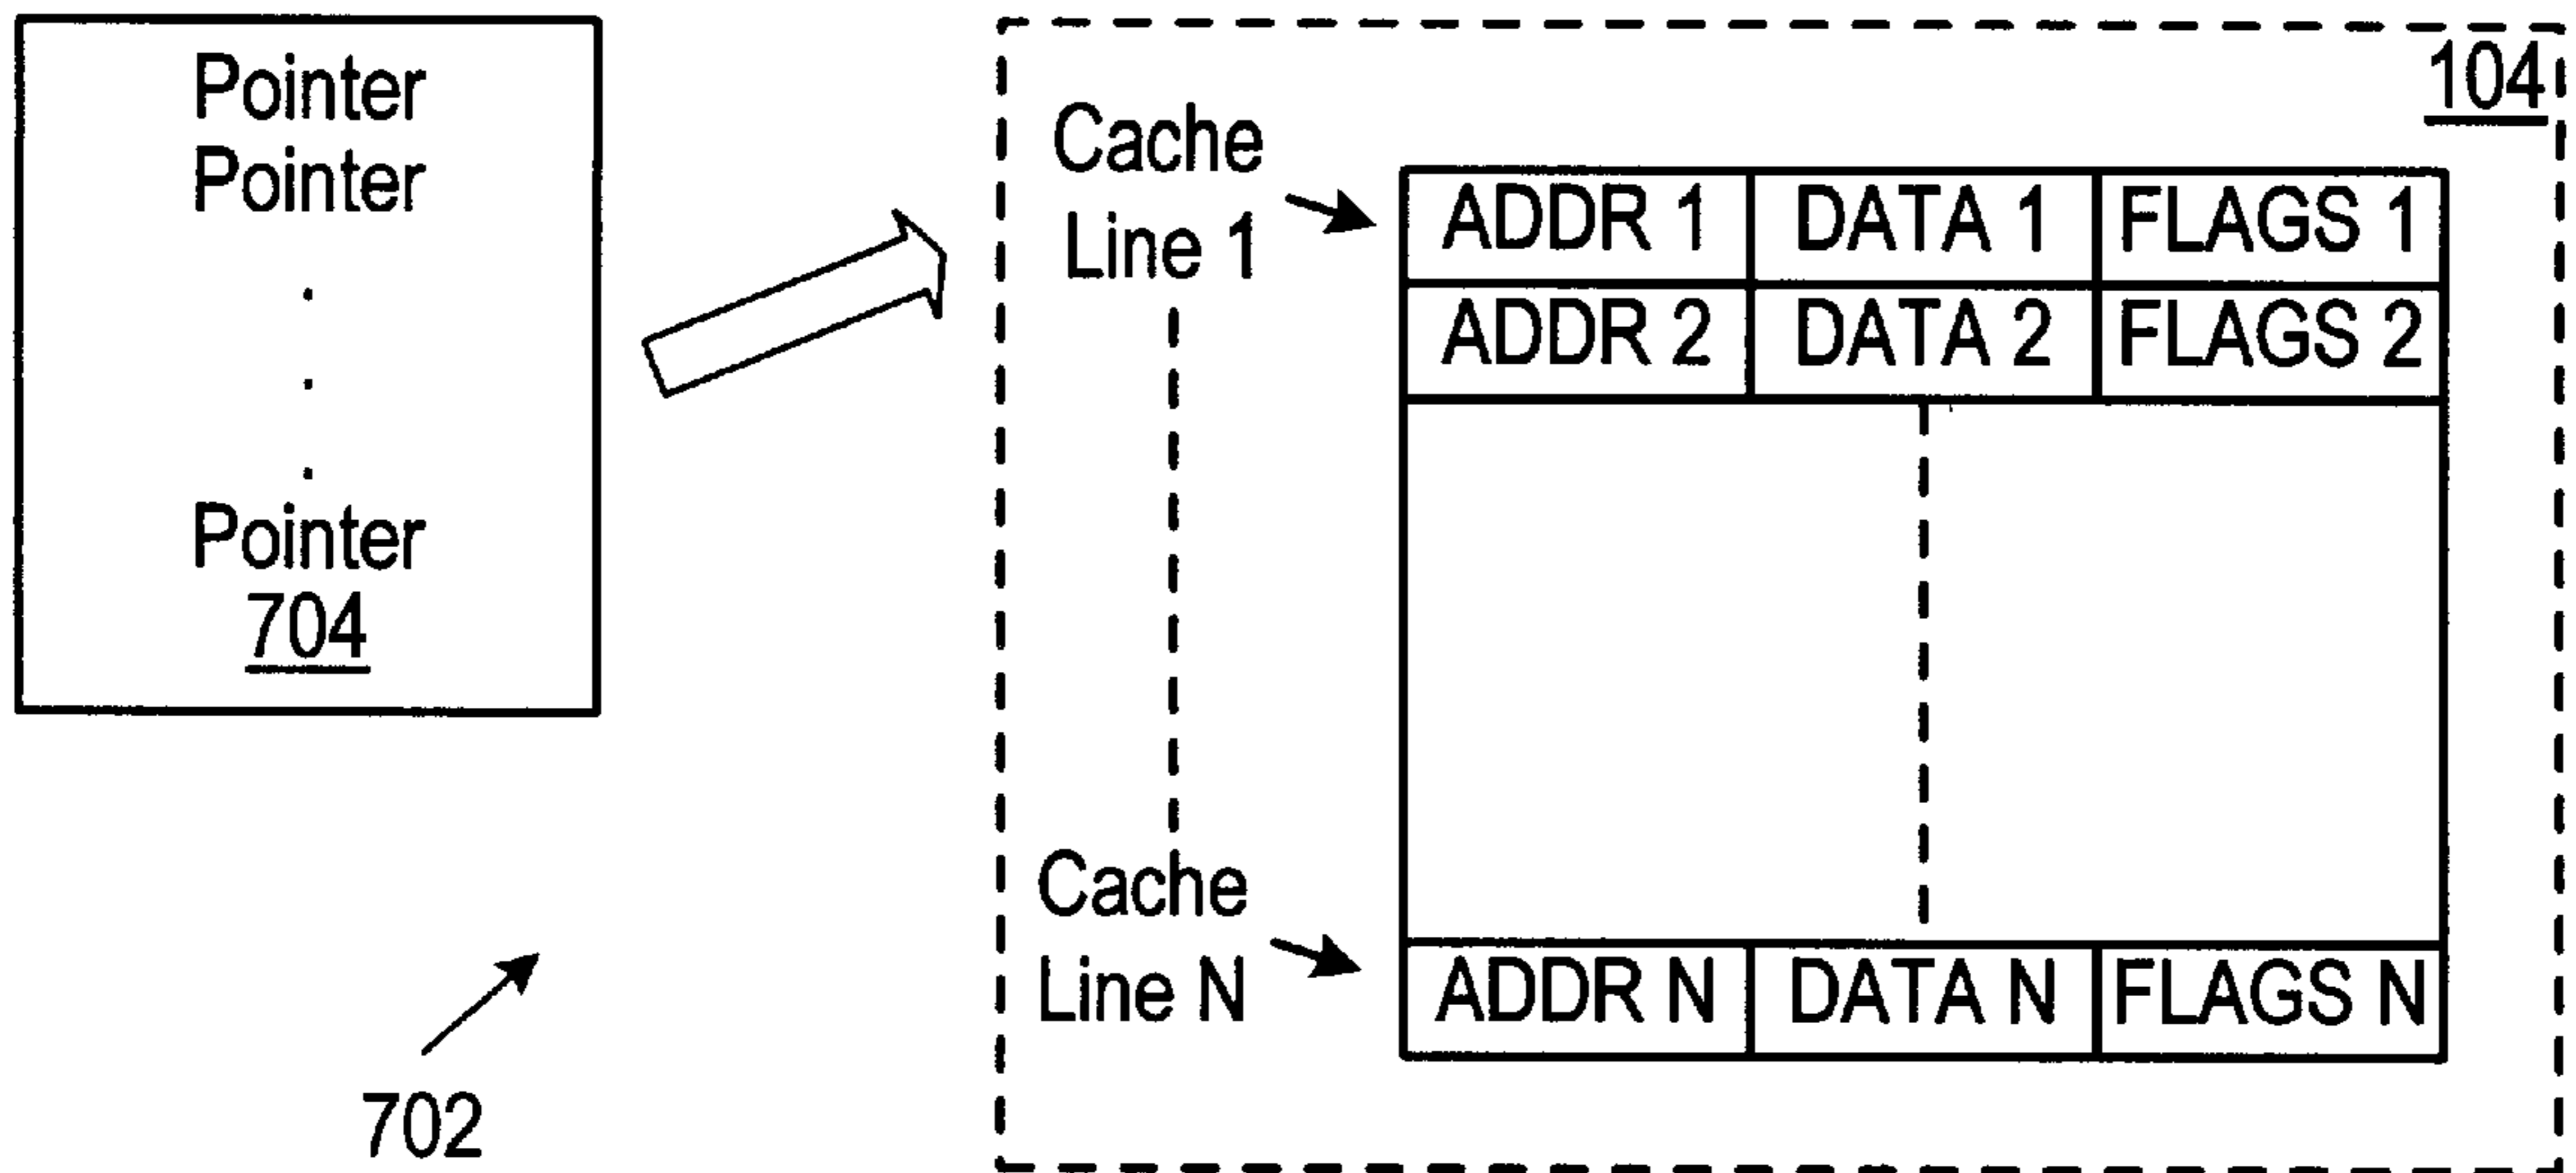 Pointer
Pointer
.
.
.
Pointer
704
702
104
Cache
Line 1
Cache
Line N
ADDR 1 DATA 1 FLAGS 1
ADDR 2 DATA 2 FLAGS 2
ADDR N DATA N FLAGS N